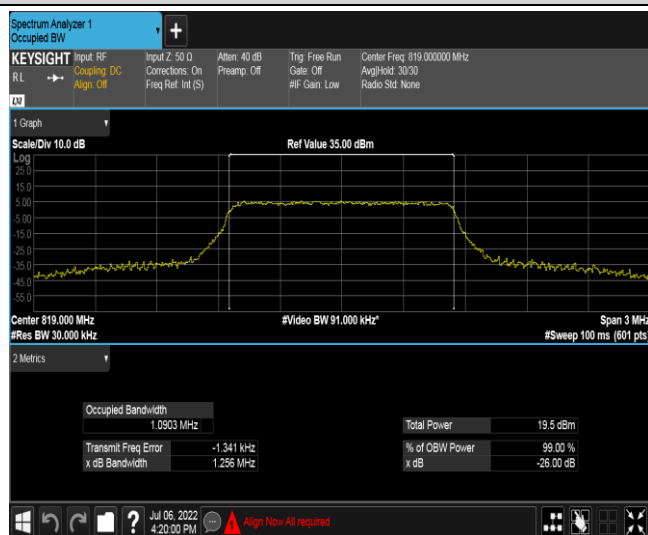 Spectrum Analyzer 1
Occupied BW
KEYSIGHT
RL
LXI
Input: RF
Coupling: DC
Align: Off
Input Z: 50 Ω
Corrections: On
Freq Ref: Int (S)
Atten: 40 dB
Preamp: Off
Trig: Free Run
Gate: Off
#IF Gain: Low
Center Freq: 819.000000 MHz
Avg|Hold: 30/30
Radio Std: None
1 Graph
Scale/Div 10.0 dB
Ref Value 35.00 dBm
Log
25.0
15.0
5.00
-5.00
-15.0
-25.0
-35.0
-45.0
-55.0
Center 819.000 MHz
#Video BW 91.000 kHz*
Span 3 MHz
#Res BW 30.000 kHz
#Sweep 100 ms (601 pts)
2 Metrics
Occupied Bandwidth
1.0903 MHz
Total Power 19.5 dBm
Transmit Freq Error -1.341 kHz
% of OBW Power 99.00 %
x dB Bandwidth 1.256 MHz
x dB -26.00 dB
?
Jul 06, 2022
4:20:00 PM
1
Align Now All required